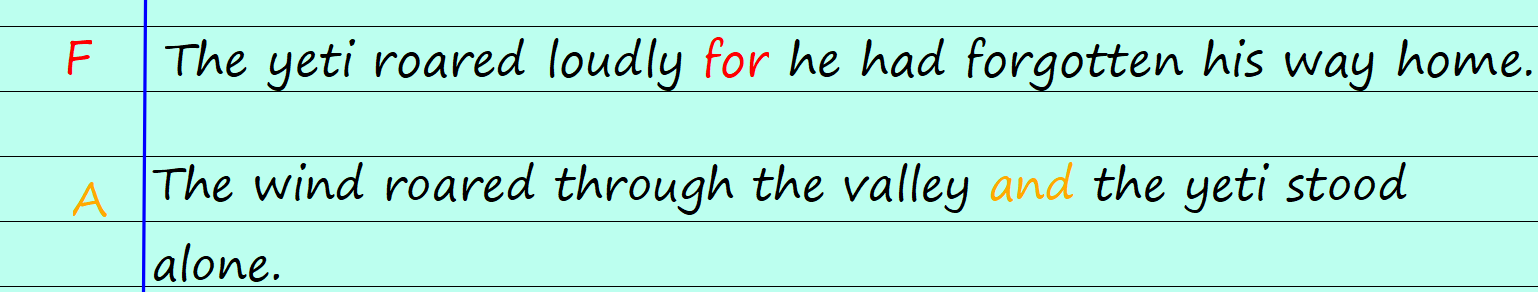 F The yeti roared loudly for he had forgotten his way home.
A The wind roared through the valley and the yeti stood
alone.